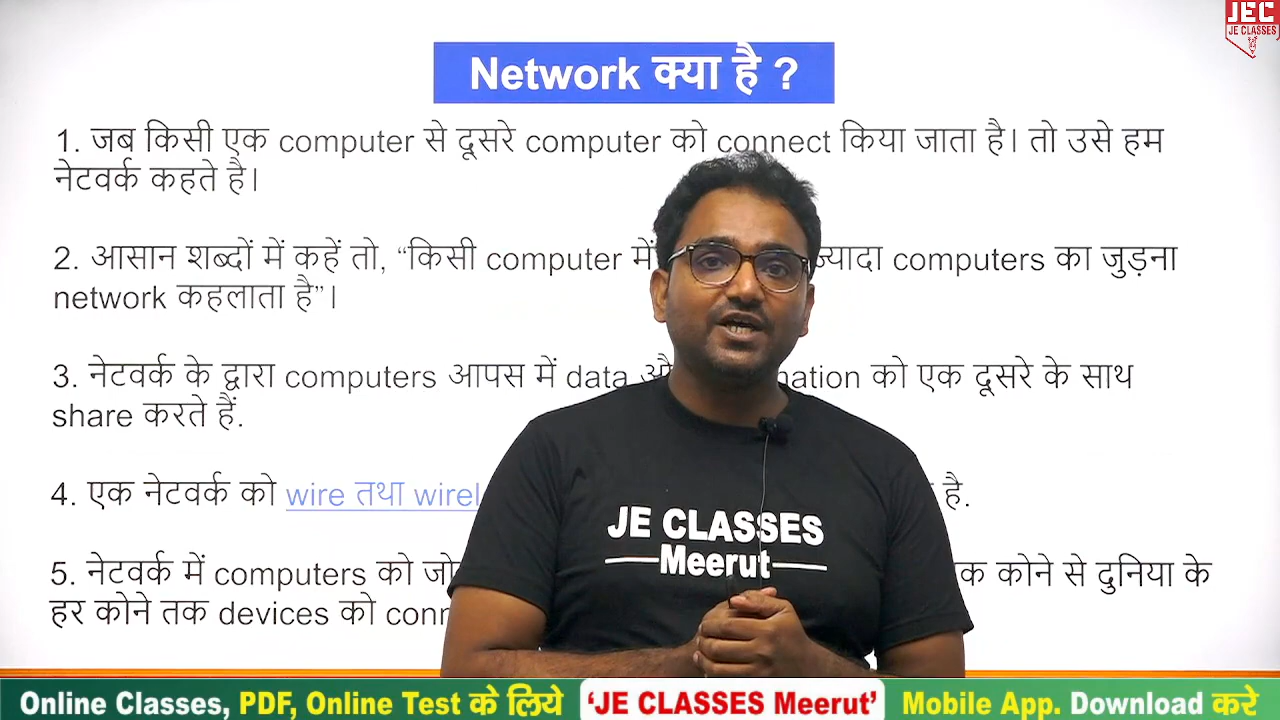 JEC
JE CLASSES
Network क्या है ?
1. जब किसी एक computer से दूसरे computer को connect किया जाता है। तो उसे हम
नेटवर्क कहते है।
2. आसान शब्दों में कहें तो, “किसी computer में ज्यादा computers का जुड़ना
network कहलाता है”।
3. नेटवर्क के द्वारा computers आपस में data को एक दूसरे के साथ
share करते हैं.
4. एक नेटवर्क को wire तथा है.
5. नेटवर्क में computers को कोने से दुनिया के
हर कोने तक devices को
JE CLASSES
Meerut
Online Classes, PDF, Online Test के लिये ‘JE CLASSES Meerut’ Mobile App. Download करे